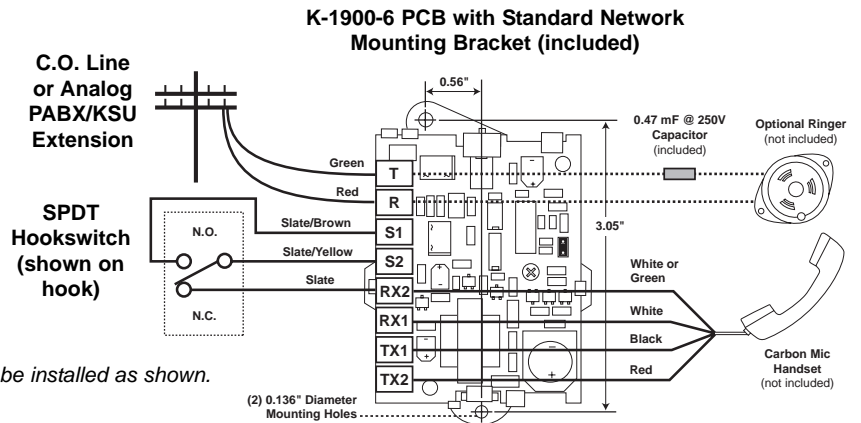 K-1900-6 PCB with Standard Network
Mounting Bracket (included)
C.O. Line
or Analog
PABX/KSU
Extension
0.56"
0.47 mF @ 250V
Capacitor
(included)
Optional Ringer
(not included)
Green
T
Red
R
SPDT
Hookswitch
(shown on
hook)
N.O.
N.C.
Slate/Brown
S1
Slate/Yellow
S2
Slate
RX2
RX1
TX1
TX2
3.05"
White or
Green
White
Black
Red
Carbon Mic
Handset
(not included)
be installed as shown.
(2) 0.136" Diameter
Mounting Holes